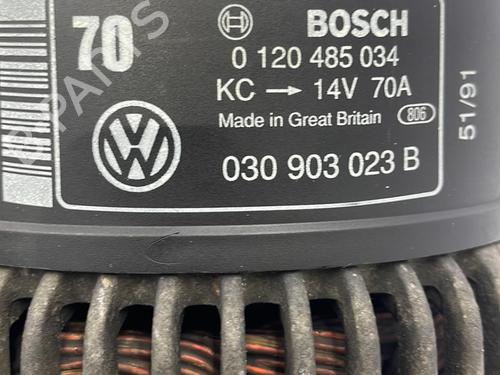 70
BOSCH
0 120 485 034
KC → 14V 70A
Made in Great Britain 806
030 903 023 B
51/91